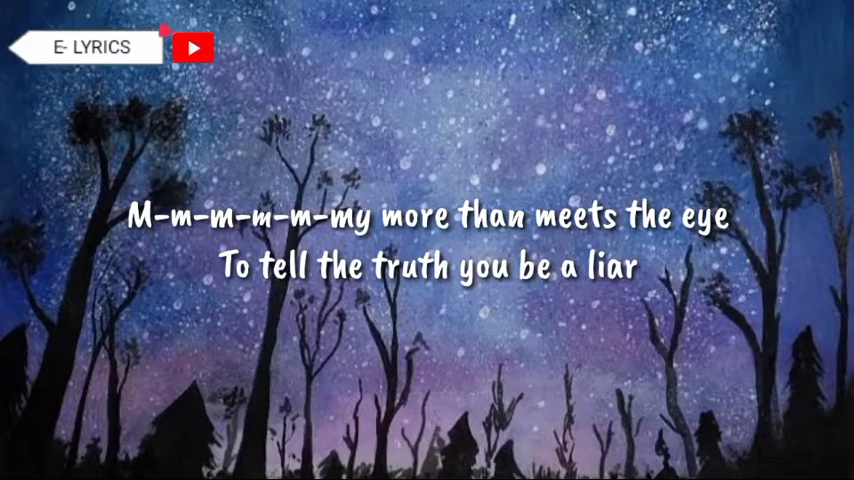 E- LYRICS
M-m-m-m-m-my more than meets the eye
To tell the truth you be a liar